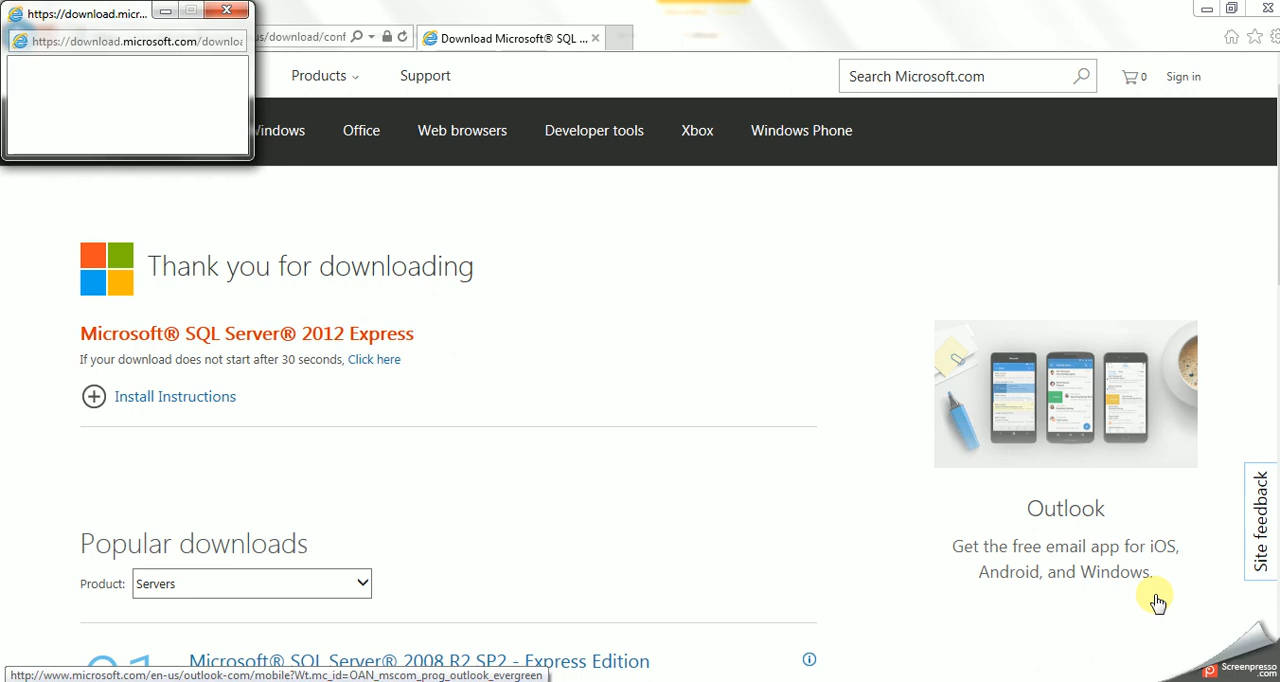 https://download.micr...
https://download.microsoft.com/downloa
us/download/conf
Download Microsoft® SQL ...
Products
Support
Search Microsoft.com
0
Sign in
Windows
Office
Web browsers
Developer tools
Xbox
Windows Phone
Thank you for downloading
Microsoft® SQL Server® 2012 Express
If your download does not start after 30 seconds, Click here
Install Instructions
Outlook
Get the free email app for iOS,
Android, and Windows.
Site feedback
Popular downloads
Product:
Servers
01
Microsoft® SQL Server® 2008 R2 SP2 - Express Edition
http://www.microsoft.com/en-us/outlook-com/mobile?Wt.mc_id=OAN_mscom_prog_outlook_evergreen
Screenpresso
.com